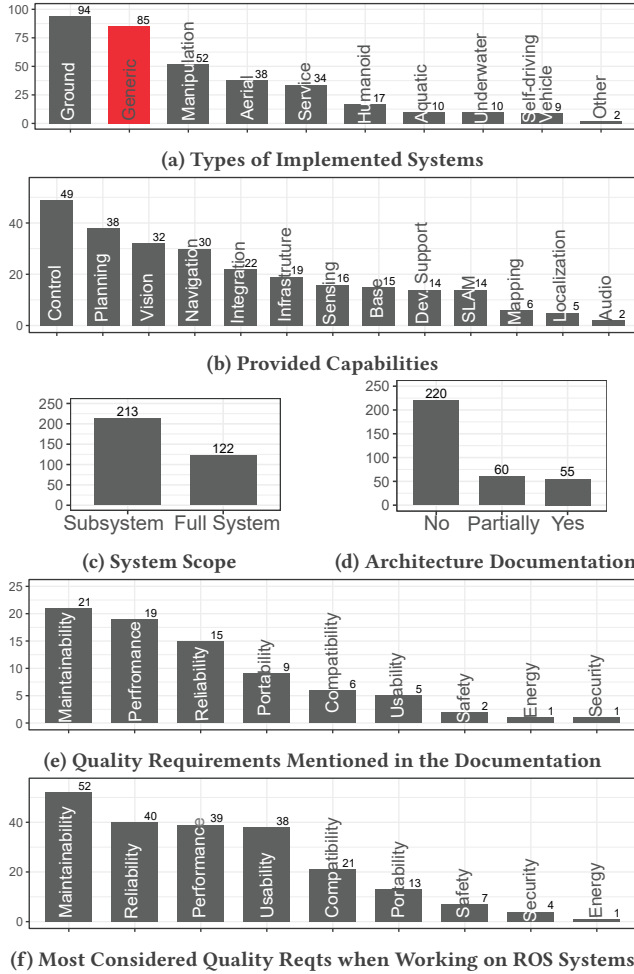 100
75
50
25
0
94
85
52
38
34
17
10
10
9
2
Ground
Generic
Manipulation
Aerial
Service
Humanoid
Aquatic
Underwater
Self-driving
Vehicle
Other
(a) Types of Implemented Systems
40
20
0
49
38
32
30
22
19
16
15
14
14
6
5
2
Control
Planning
Vision
Navigation
Integration
Infrastruture
Sensing
Base
Dev. Support
SLAM
Mapping
Localization
Audio
(b) Provided Capabilities
250
200
150
100
50
0
213
122
Subsystem Full System
(c) System Scope
250
200
150
100
50
0
220
60
55
No Partially Yes
(d) Architecture Documentation
25
20
15
10
5
0
21
19
15
9
6
5
2
1
1
Maintainability
Perfromance
Reliability
Portability
Compatibility
Usability
Safety
Energy
Security
(e) Quality Requirements Mentioned in the Documentation
40
20
0
52
40
39
38
21
13
7
4
1
Maintainability
Reliability
Performance
Usability
Compatibility
Portability
Safety
Security
Energy
(f) Most Considered Quality Reqts when Working on ROS Systems